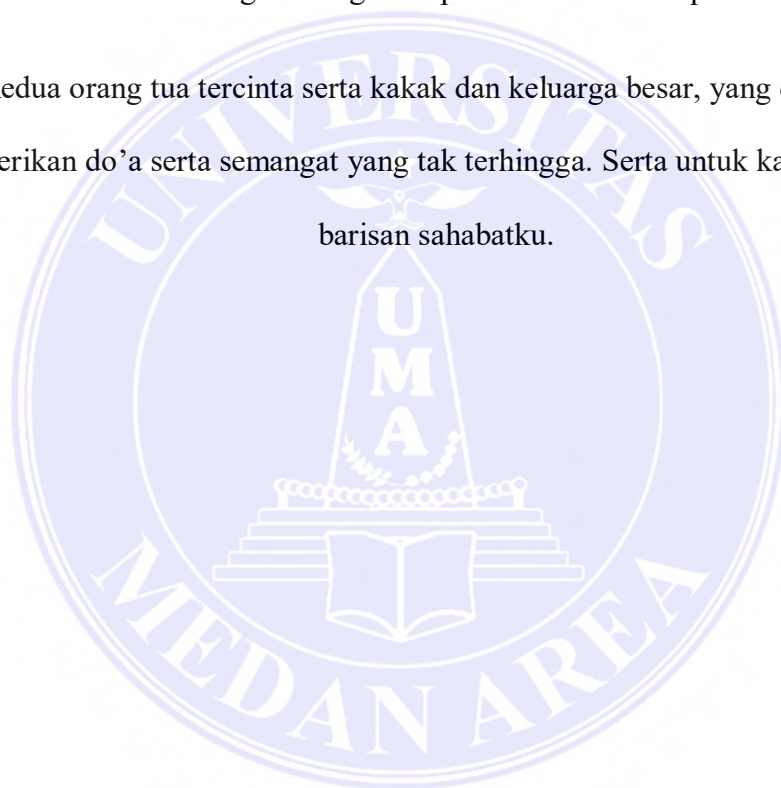 edua orang tua tercinta serta kakak dan keluarga besar, yang
erikan do’a serta semangat yang tak terhingga. Serta untuk ka
barisan sahabatku.
UNIVERSITAS
U
M
A
MEDAN AREA